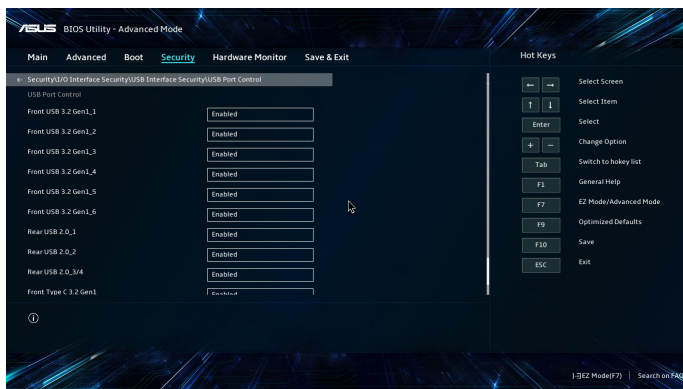 ASUS BIOS Utility - Advanced Mode
Main Advanced Boot Security Hardware Monitor Save & Exit
Hot Keys
← Security\I/O Interface Security\USB Interface Security\USB Port Control
USB Port Control
Front USB 3.2 Gen1_1 Enabled
Front USB 3.2 Gen1_2 Enabled
Front USB 3.2 Gen1_3 Enabled
Front USB 3.2 Gen1_4 Enabled
Front USB 3.2 Gen1_5 Enabled
Front USB 3.2 Gen1_6 Enabled
Rear USB 2.0_1 Enabled
Rear USB 2.0_2 Enabled
Rear USB 2.0_3/4 Enabled
Front Type C 3.2 Gen1 Enabled
← → Select Screen
↑ ↓ Select Item
Enter Select
+ − Change Option
Tab Switch to hokey list
F1 General Help
F7 EZ Mode/Advanced Mode
F9 Optimized Defaults
F10 Save
ESC Exit
EZ Mode(F7) | Search on FAQ